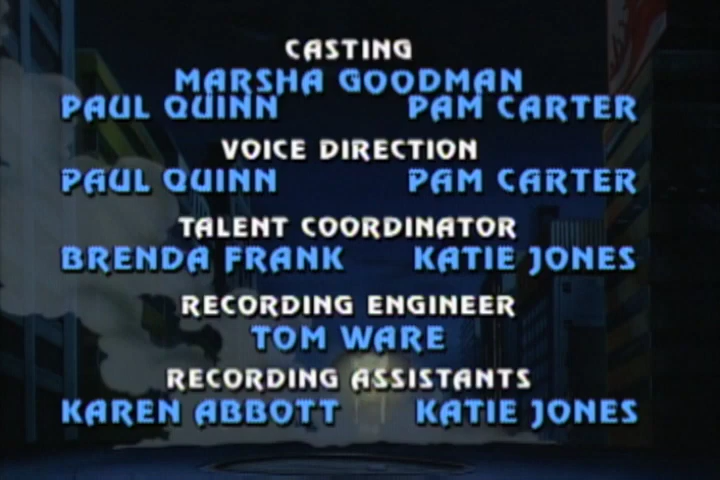 CASTING
MARSHA GOODMAN
PAUL QUINN PAM CARTER
VOICE DIRECTION
PAUL QUINN PAM CARTER
TALENT COORDINATOR
BRENDA FRANK KATIE JONES
RECORDING ENGINEER
TOM WARE
RECORDING ASSISTANTS
KAREN ABBOTT KATIE JONES